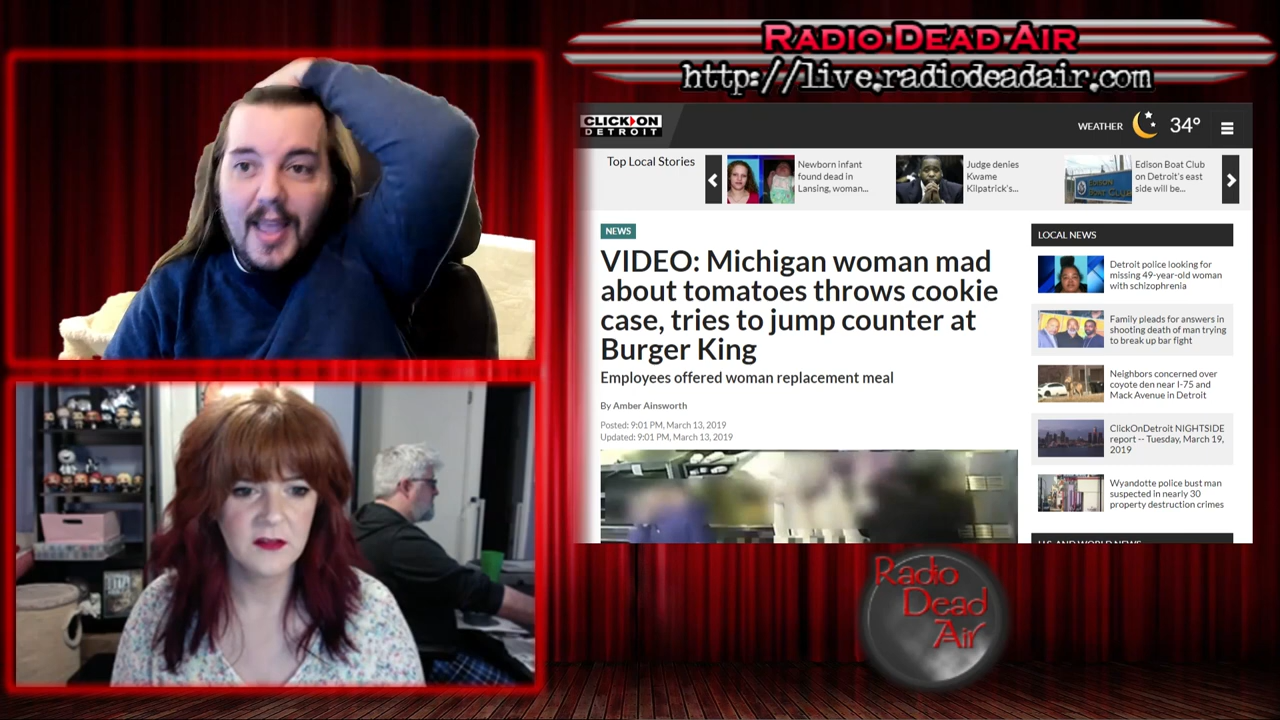 RADIO DEAD AIR
http://live.radiodeadair.com
CLICK ON
DETROIT
WEATHER
34°
Top Local Stories
Newborn infant
found dead in
Lansing, woman...
Judge denies
Kwame
Kilpatrick's...
Edison Boat Club
on Detroit's east
side will be...
NEWS
VIDEO: Michigan woman mad
about tomatoes throws cookie
case, tries to jump counter at
Burger King
Employees offered woman replacement meal
By Amber Ainsworth
Posted: 9:01 PM, March 13, 2019
Updated: 9:01 PM, March 13, 2019
LOCAL NEWS
Detroit police looking for
missing 49-year-old woman
with schizophrenia
Family pleads for answers in
shooting death of man trying
to break up bar fight
Neighbors concerned over
coyote den near I-75 and
Mack Avenue in Detroit
ClickOnDetroit NIGHTSIDE
report -- Tuesday, March 19,
2019
Wyandotte police bust man
suspected in nearly 30
property destruction crimes
U.S. AND WORLD NEWS
Radio
Dead
Air